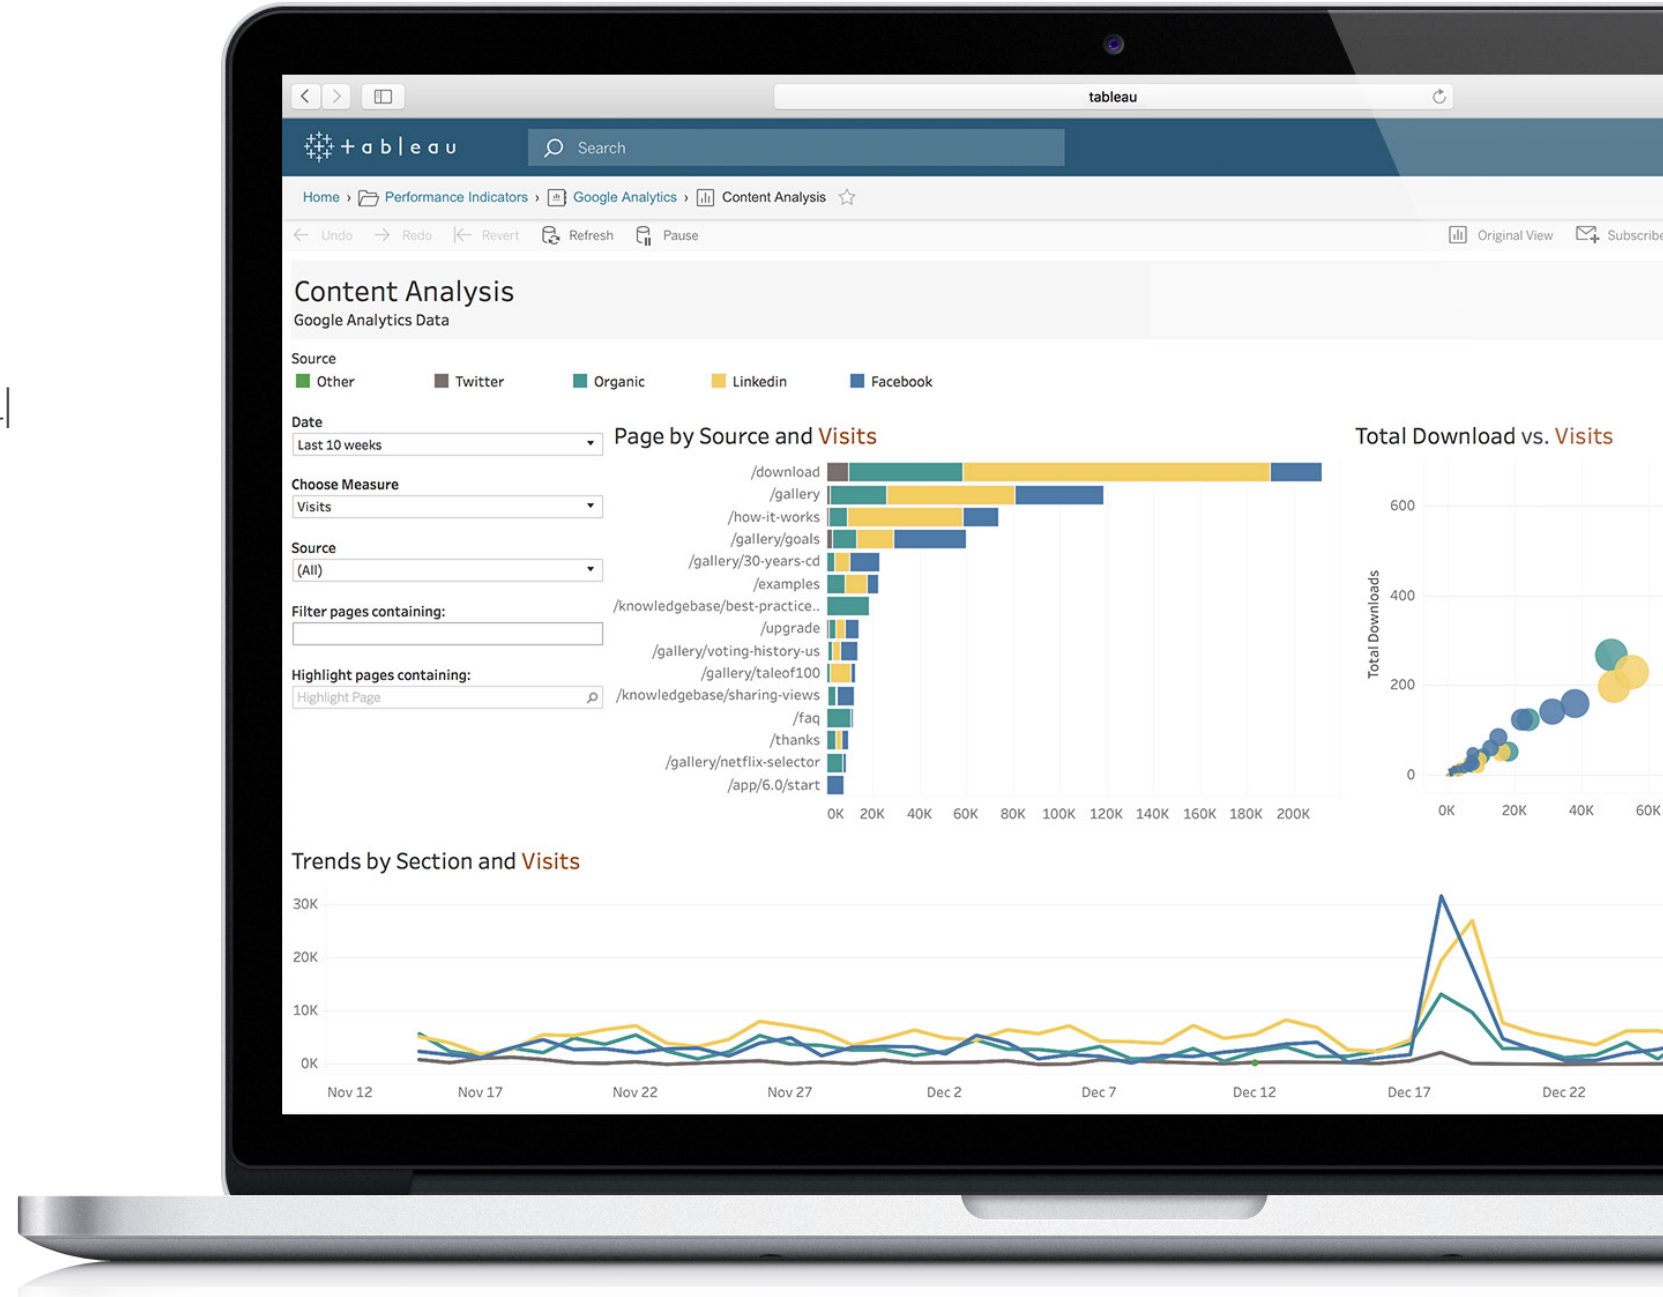 tableau
tableau
Search
Home › Performance Indicators › Google Analytics › Content Analysis
Undo Redo Revert Refresh Pause
Original View Subscribe
Content Analysis
Google Analytics Data
Source
Other Twitter Organic Linkedin Facebook
Date
Last 10 weeks
Choose Measure
Visits
Source
(All)
Filter pages containing:
Highlight pages containing:
Highlight Page
Page by Source and Visits
/download
/gallery
/how-it-works
/gallery/goals
/gallery/30-years-cd
/examples
/knowledgebase/best-practice..
/upgrade
/gallery/voting-history-us
/gallery/taleof100
/knowledgebase/sharing-views
/faq
/thanks
/gallery/netflix-selector
/app/6.0/start
0K 20K 40K 60K 80K 100K 120K 140K 160K 180K 200K
Total Download vs. Visits
Total Downloads
600
400
200
0
0K 20K 40K 60K
Trends by Section and Visits
30K
20K
10K
0K
Nov 12 Nov 17 Nov 22 Nov 27 Dec 2 Dec 7 Dec 12 Dec 17 Dec 22